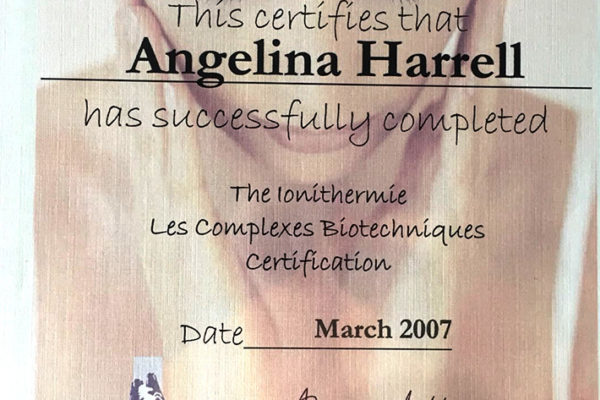 This certifies that
Angelina Harrell
has successfully completed
The Ionithermie
Les Complexes Biotechniques
Certification
Date March 2007